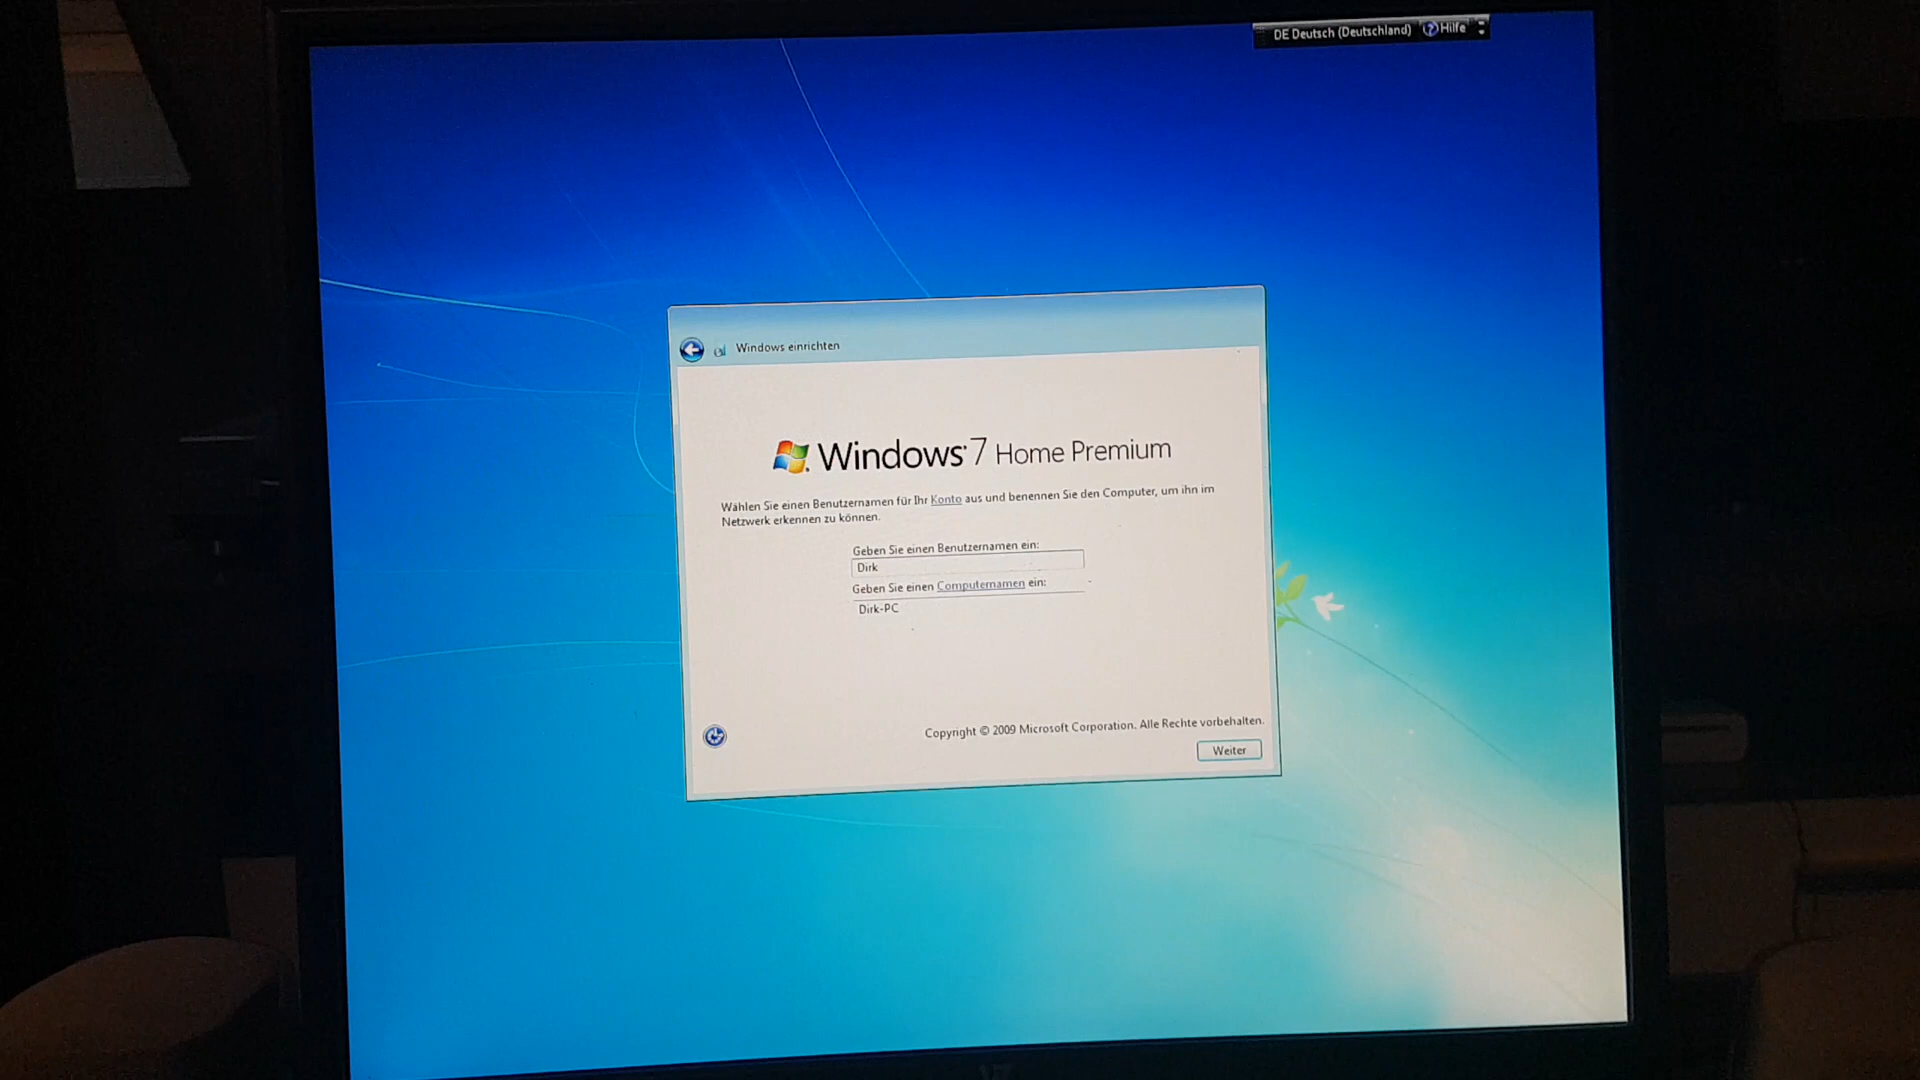 DE Deutsch (Deutschland) Hilfe
Windows einrichten
Windows 7 Home Premium
Wählen Sie einen Benutzernamen für Ihr Konto aus und benennen Sie den Computer, um ihn im
Netzwerk erkennen zu können.
Geben Sie einen Benutzernamen ein:
Dirk
Geben Sie einen Computernamen ein:
Dirk-PC
Copyright © 2009 Microsoft Corporation. Alle Rechte vorbehalten.
Weiter